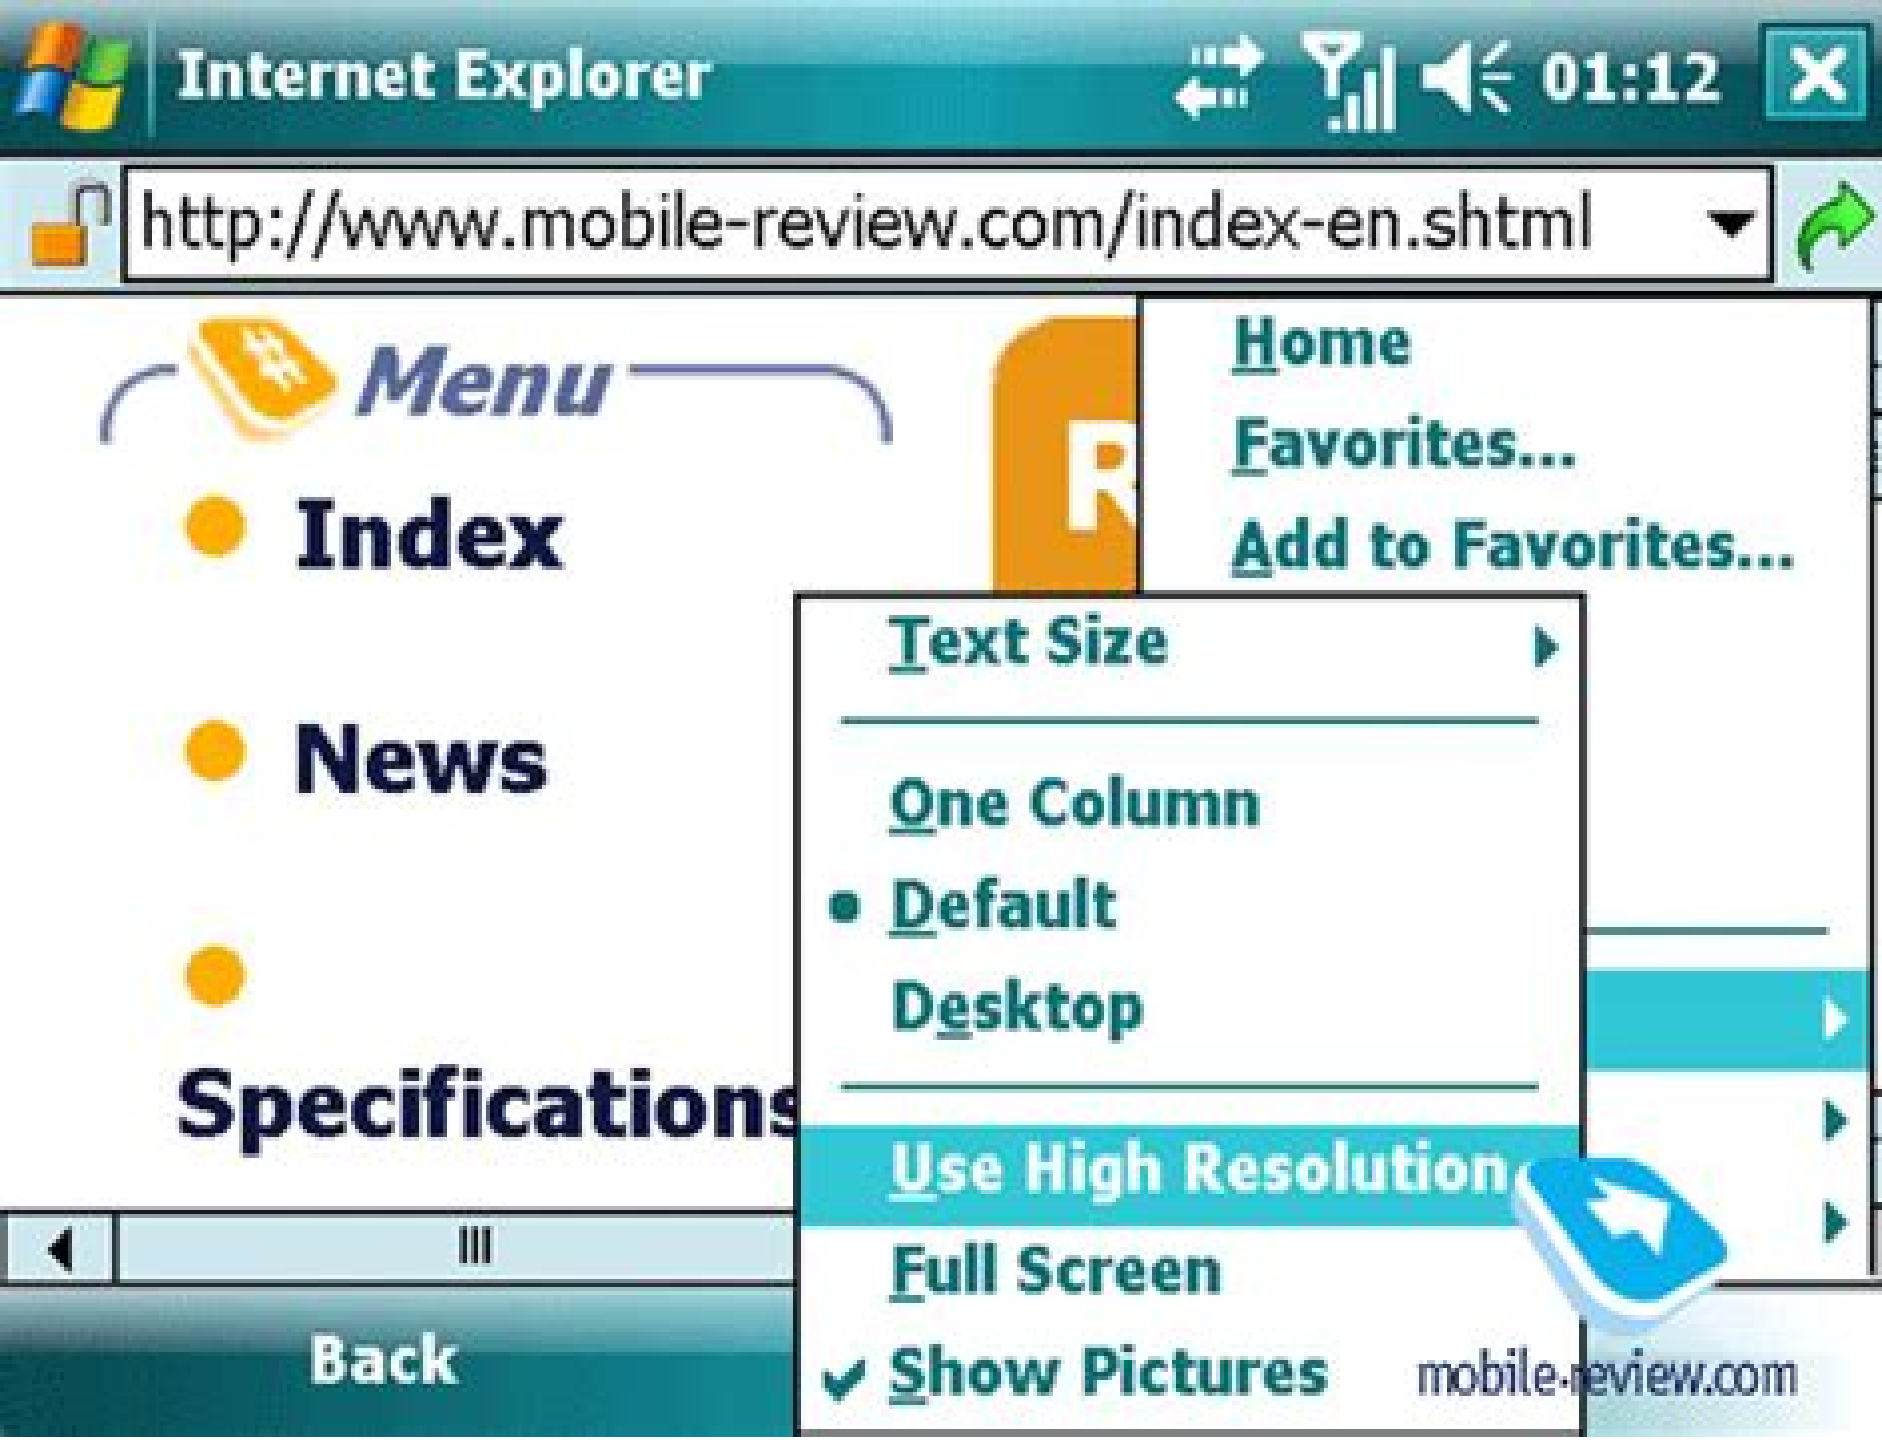 Internet Explorer 01:12
http://www.mobile-review.com/index-en.shtml
Menu
R
Home
Favorites...
Add to Favorites...
Index
News
Specifications
Text Size
One Column
Default
Desktop
Use High Resolution
Full Screen
Show Pictures
Back
mobile-review.com